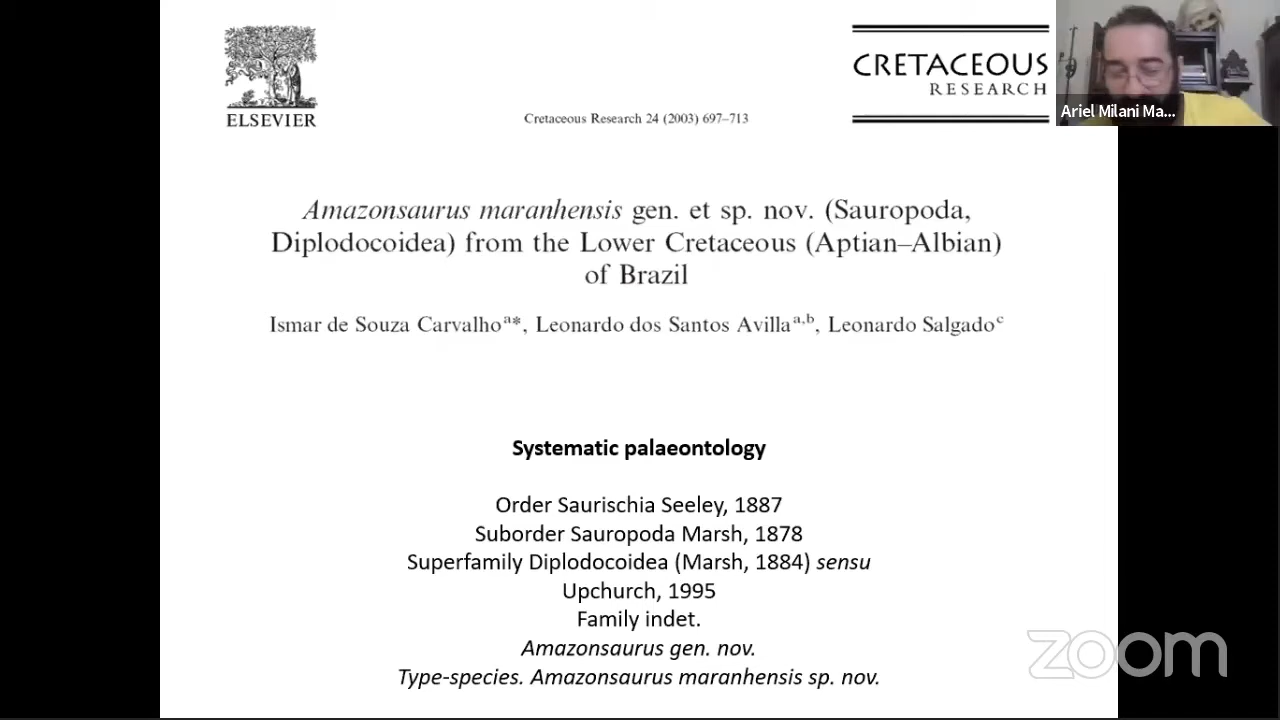 ELSEVIER
Cretaceous Research 24 (2003) 697–713
CRETACEOUS
RESEARCH
Ariel Milani Ma...
Amazonsaurus maranhensis gen. et sp. nov. (Sauropoda,
Diplodocoidea) from the Lower Cretaceous (Aptian–Albian)
of Brazil
Ismar de Souza Carvalhoᵃ*, Leonardo dos Santos Avillaᵃ,ᵇ, Leonardo Salgadoᶜ
Systematic palaeontology
Order Saurischia Seeley, 1887
Suborder Sauropoda Marsh, 1878
Superfamily Diplodocoidea (Marsh, 1884) sensu
Upchurch, 1995
Family indet.
Amazonsaurus gen. nov.
Type-species. Amazonsaurus maranhensis sp. nov.
zoom